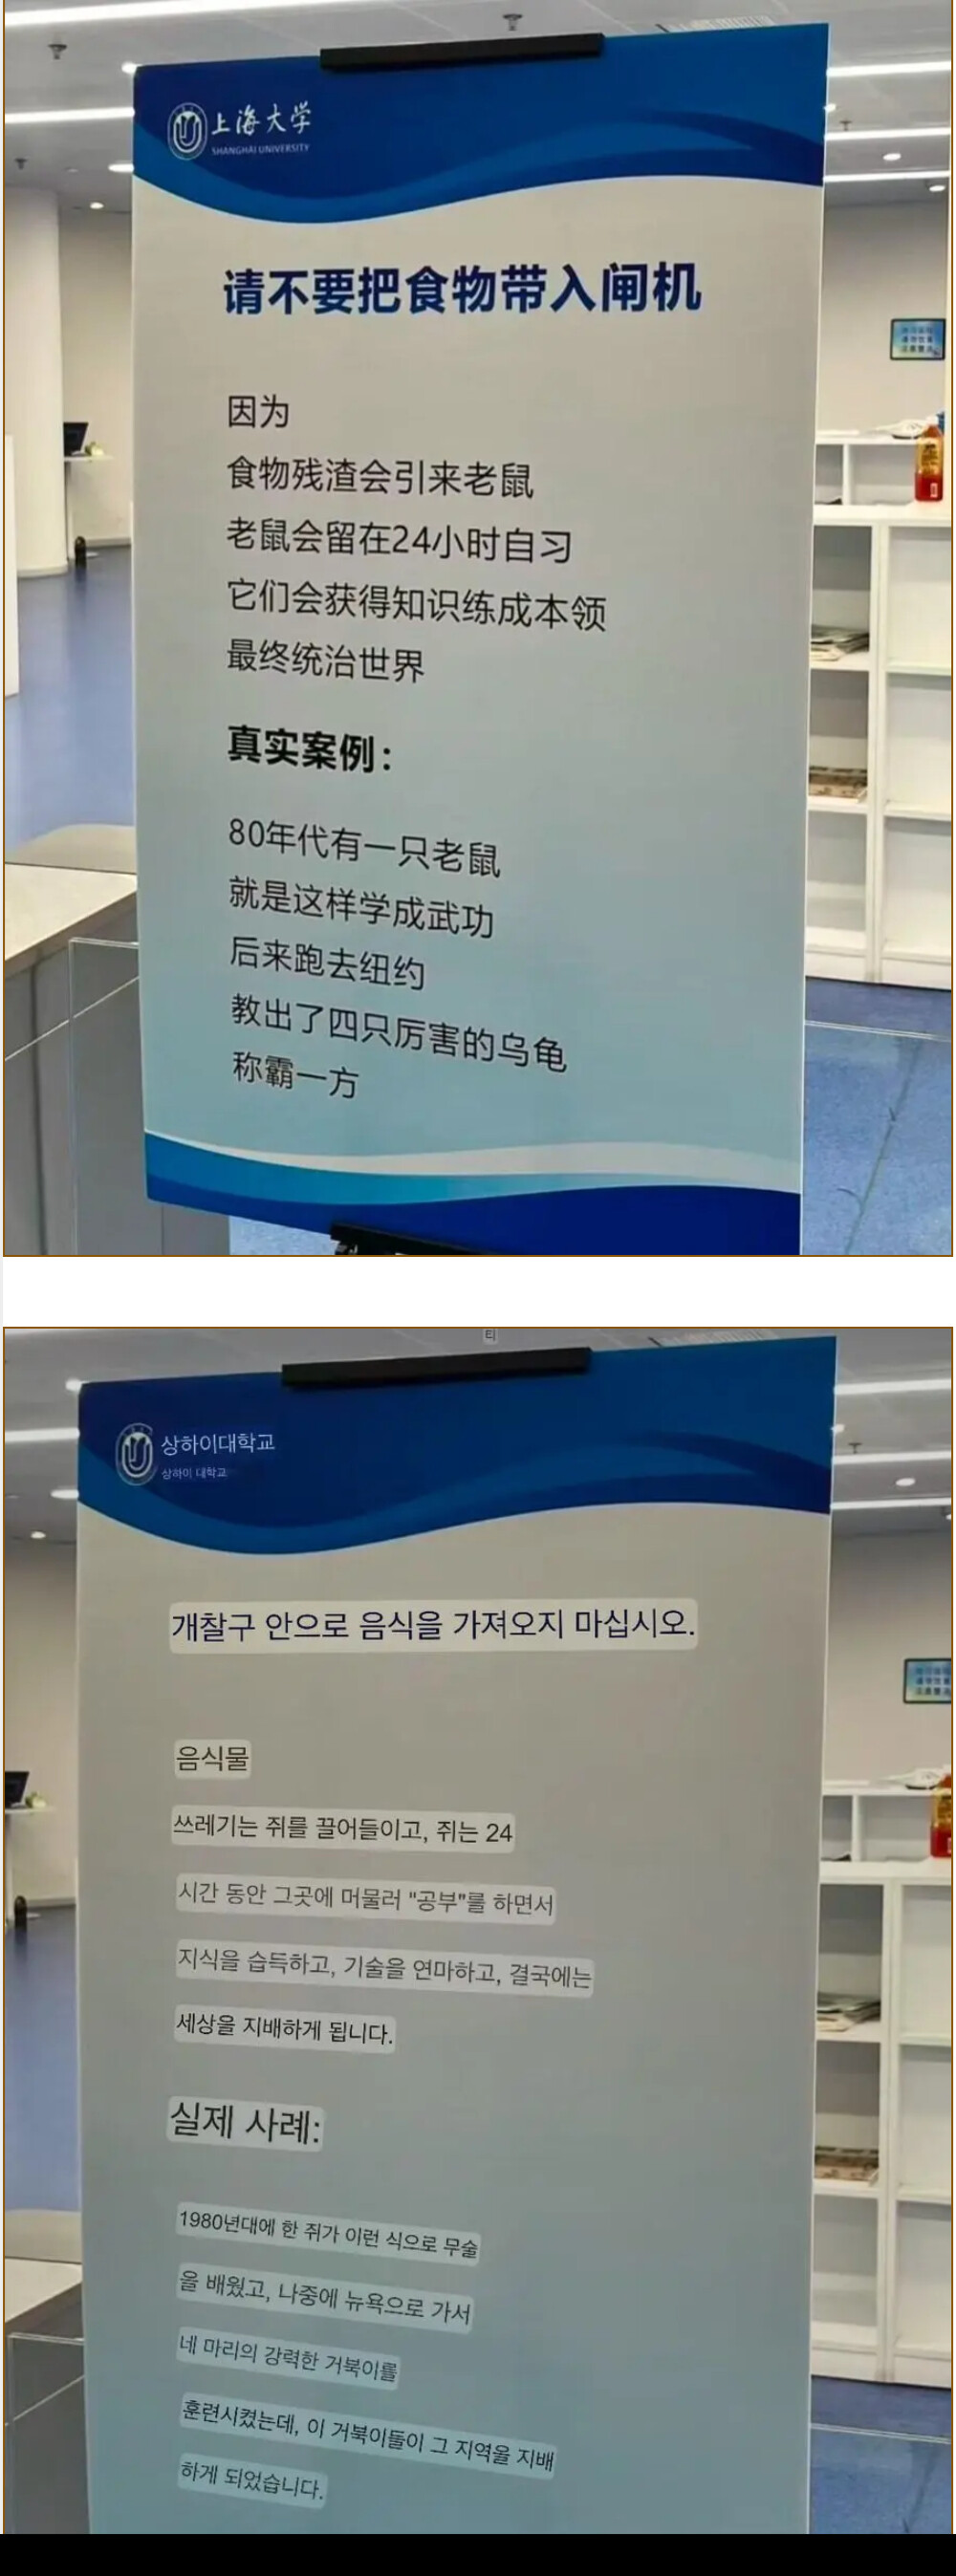 上海大学
SHANGHAI UNIVERSITY
请不要把食物带入闸机
因为
食物残渣会引来老鼠
老鼠会留在24小时自习
它们会获得知识练成本领
最终统治世界
真实案例：
80年代有一只老鼠
就是这样学成武功
后来跑去纽约
教出了四只厉害的乌龟
称霸一方
티
상하이대학교
상하이 대학교
개찰구 안으로 음식을 가져오지 마십시오.
음식물
쓰레기는 쥐를 끌어들이고, 쥐는 24
시간 동안 그곳에 머물러 "공부"를 하면서
지식을 습득하고, 기술을 연마하고, 결국에는
세상을 지배하게 됩니다.
실제 사례:
1980년대에 한 쥐가 이런 식으로 무술
을 배웠고, 나중에 뉴욕으로 가서
네 마리의 강력한 거북이를
훈련시켰는데, 이 거북이들이 그 지역을 지배
하게 되었습니다.